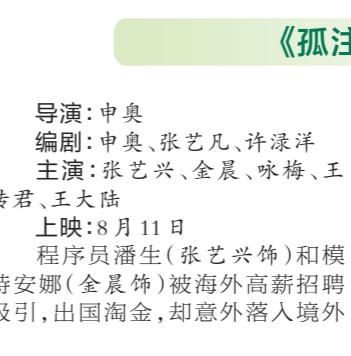 《孤注
导演：申奥
编剧：申奥、张艺凡、许渌洋
主演：张艺兴、金晨、咏梅、王
传君、王大陆
上映：8月11日
程序员潘生（张艺兴饰）和模
特安娜（金晨饰）被海外高薪招聘
吸引，出国淘金，却意外落入境外